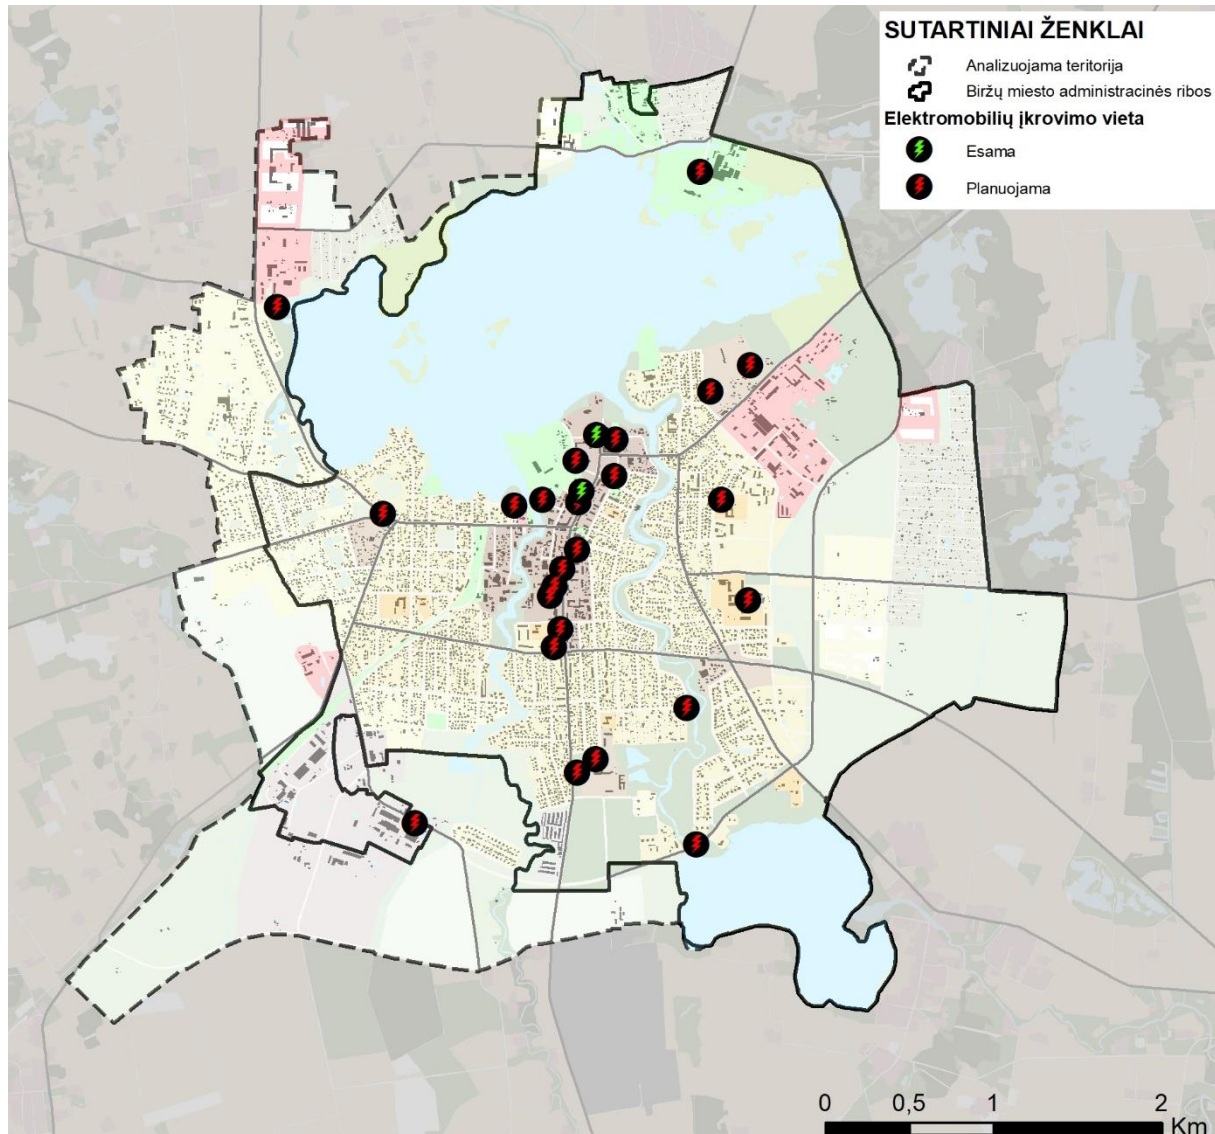 SUTARTINIAI ŽENKLAI
Analizuojama teritorija
Biržų miesto administracinės ribos
Elektromobilių įkrovimo vieta
Esama
Planuojama
0 0,5 1 2
Km